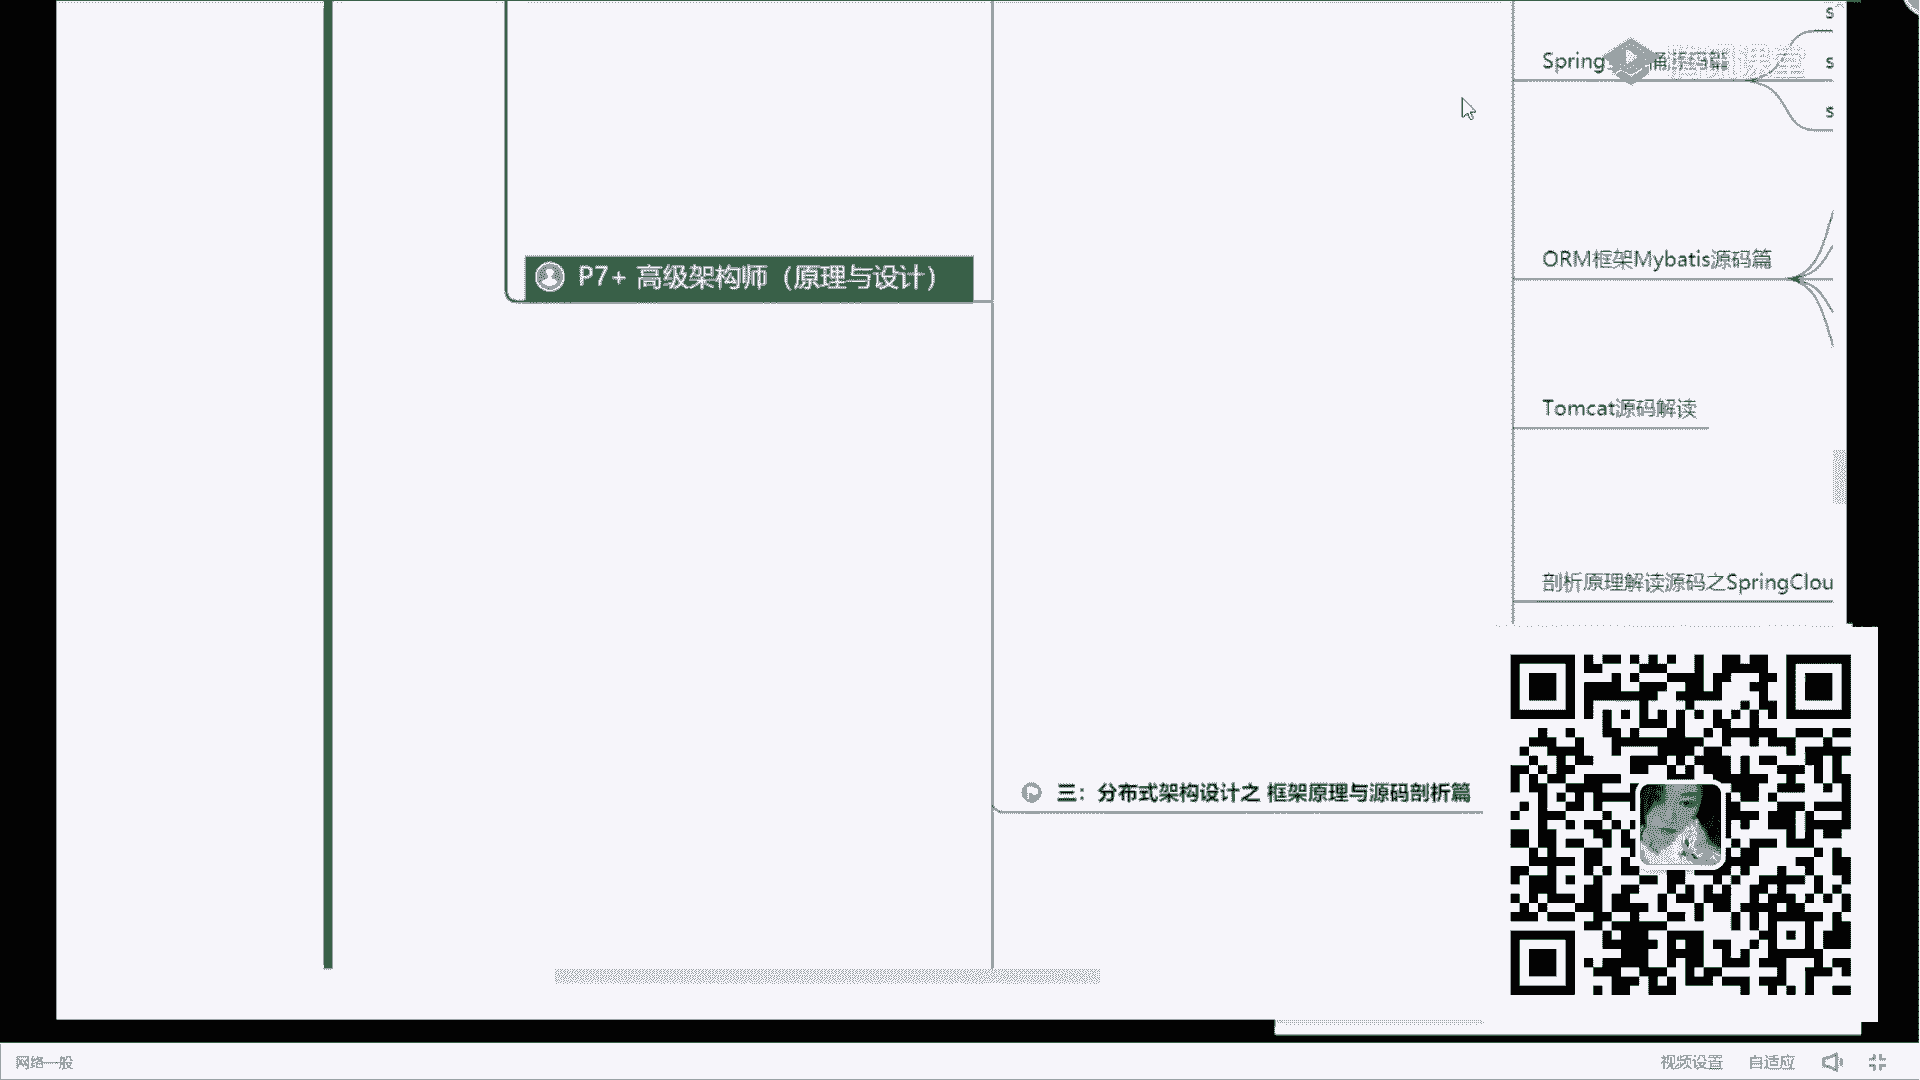 s
Spring
s
s
P7+ 高级架构师（原理与设计）
ORM框架Mybatis源码篇
Tomcat源码解读
剖析原理解读源码之SpringClou
三：分布式架构设计之 框架原理与源码剖析篇
网络一般
视频设置 自适应